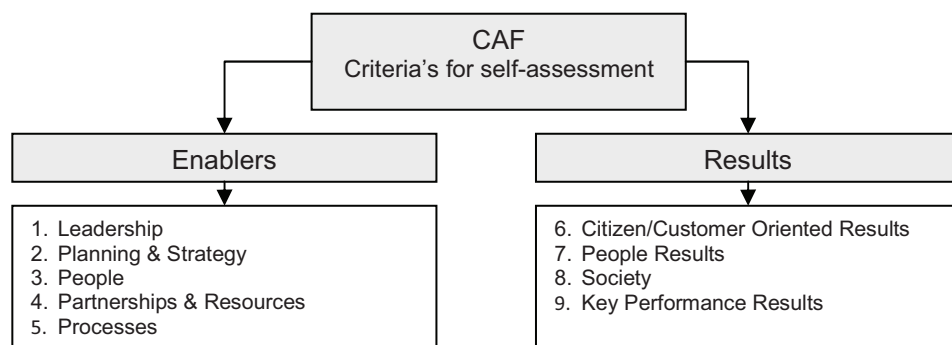 CAF
Criteria's for self-assessment
Enablers
1. Leadership
2. Planning & Strategy
3. People
4. Partnerships & Resources
5. Processes
Results
6. Citizen/Customer Oriented Results
7. People Results
8. Society
9. Key Performance Results